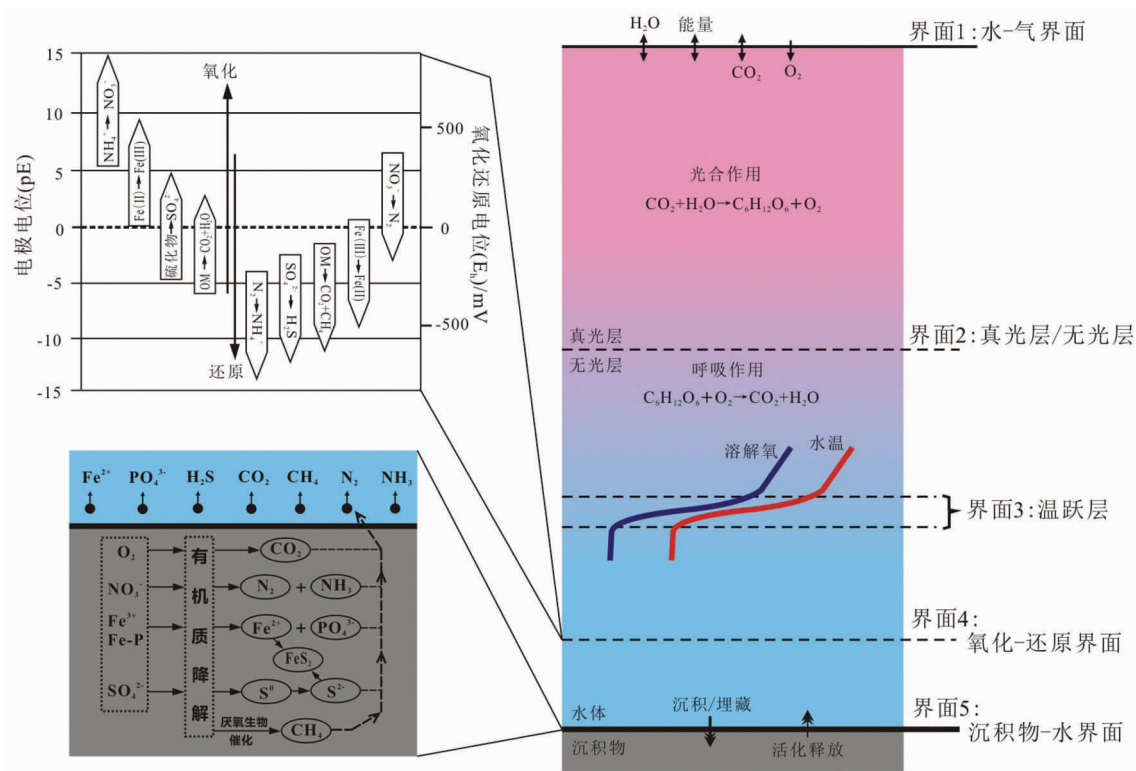 15
10
5
0
-5
-10
-15
电极电位(pE)
500
0
-500
氧化还原电位(Eₕ)/mV
氧化
还原
NH₄⁺→NO₃⁻
Fe(II)→Fe(III)
硫化物→SO₄²⁻
OM→CO₂+H₂O
N₂→NH₄⁺
SO₄²⁻→H₂S
OM→CO₂+CH₄
Fe(III)→Fe(II)
NO₃⁻→N₂
Fe²⁺ PO₄³⁻ H₂S CO₂ CH₄ N₂ NH₃
O₂
NO₃⁻
Fe³⁺
Fe-P
SO₄²⁻
有机质降解
CO₂
N₂ + NH₃
Fe²⁺ + PO₄³⁻
FeS₂
S⁰ S²⁻
厌氧生物
催化
CH₄
H₂O 能量
CO₂ O₂
界面1:水-气界面
光合作用
CO₂+H₂O→C₆H₁₂O₆+O₂
真光层
无光层
界面2:真光层/无光层
呼吸作用
C₆H₁₂O₆+O₂→CO₂+H₂O
溶解氧 水温
界面3:温跃层
界面4:
氧化-还原界面
水体 沉积/埋藏
界面5:
沉积物-水界面
沉积物 活化释放